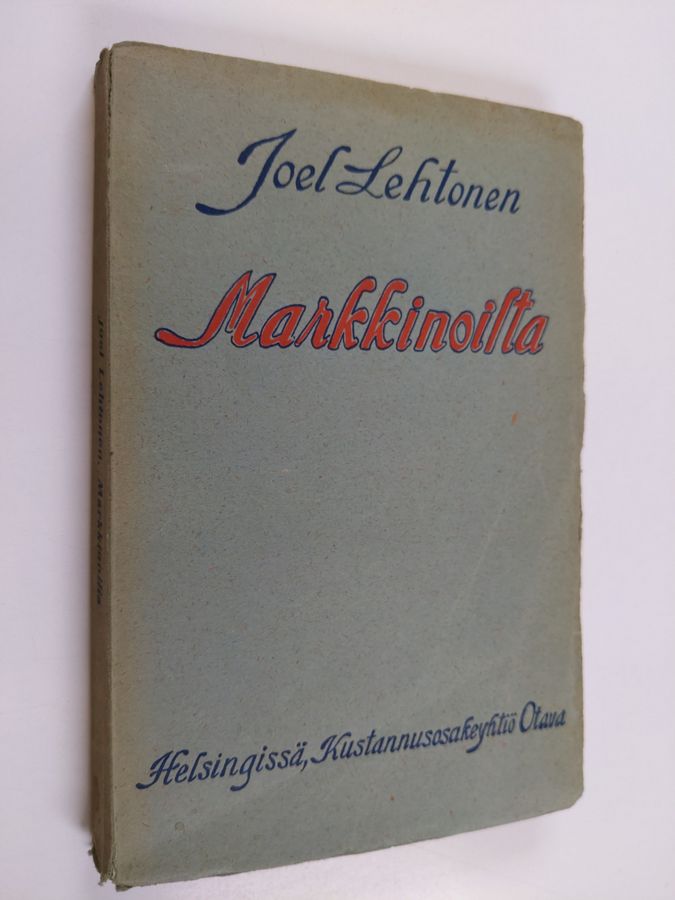 Joel Lehtonen
Markkinoilta
Helsingissä, Kustannusosakeyhtiö Otava
Joel Lehtonen. Markkinoilta